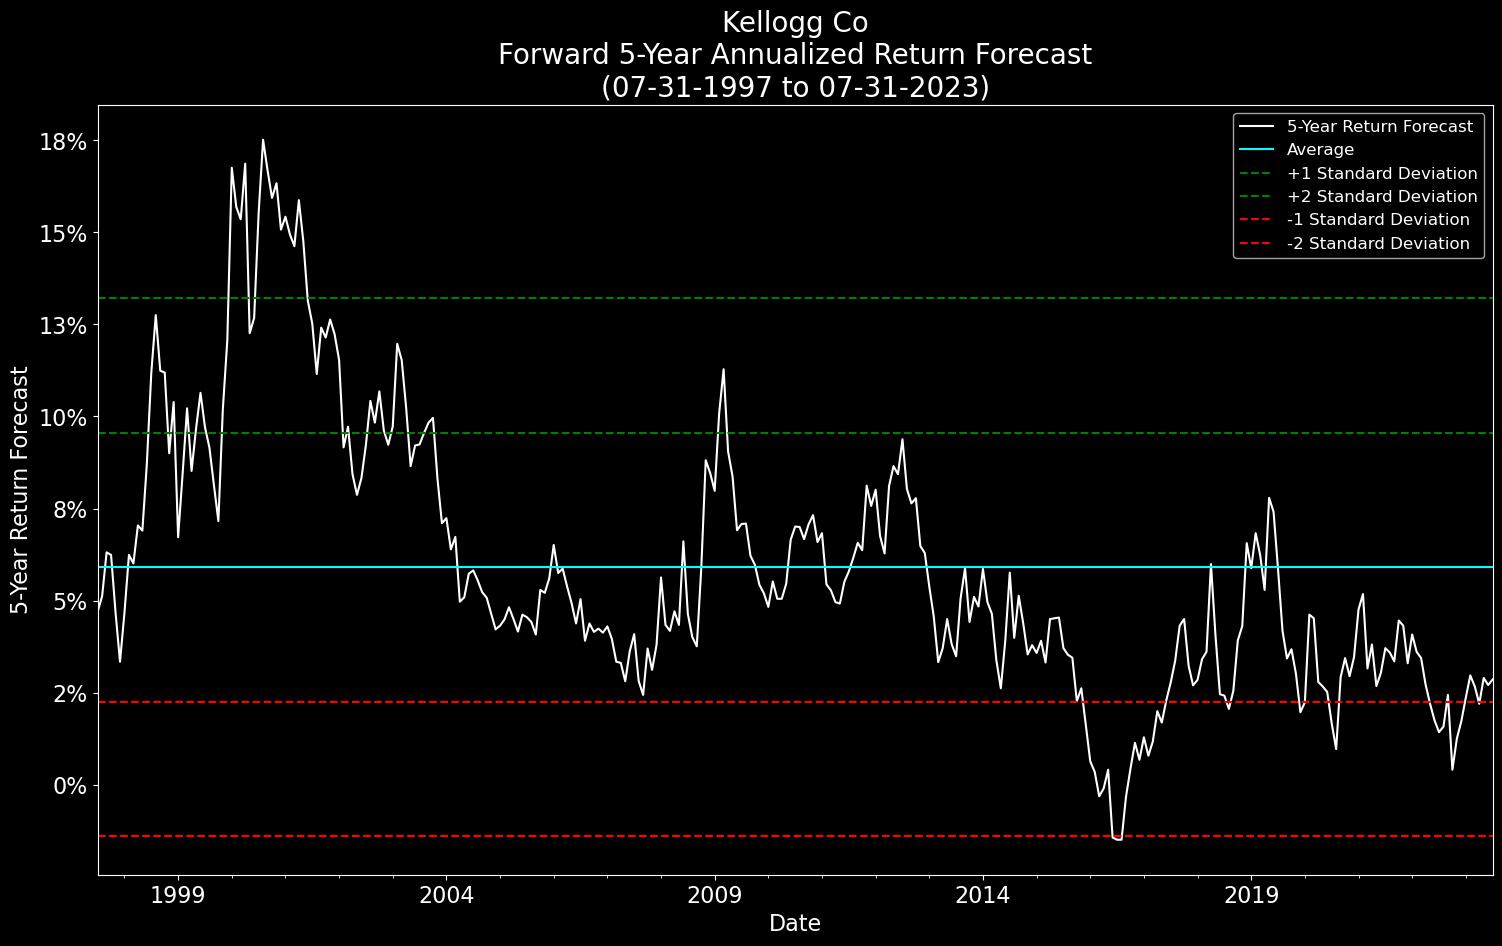 Kellogg Co
Forward 5-Year Annualized Return Forecast
(07-31-1997 to 07-31-2023)
5-Year Return Forecast
Average
+1 Standard Deviation
+2 Standard Deviation
-1 Standard Deviation
-2 Standard Deviation
18%
15%
13%
10%
8%
5%
2%
0%
5-Year Return Forecast
1999
2004
2009
2014
2019
Date